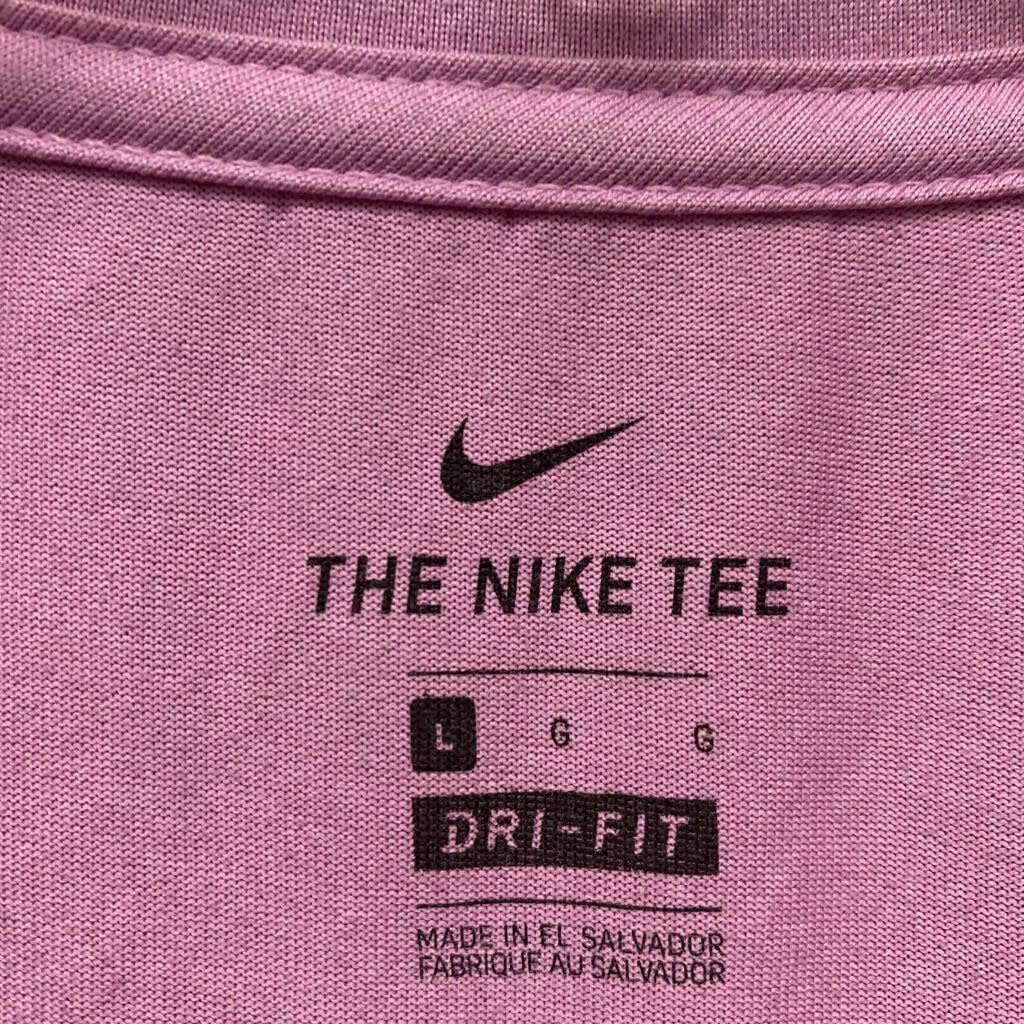 THE NIKE TEE
L G G
DRI-FIT
MADE IN EL SALVADOR
FABRIQUE AU SALVADOR